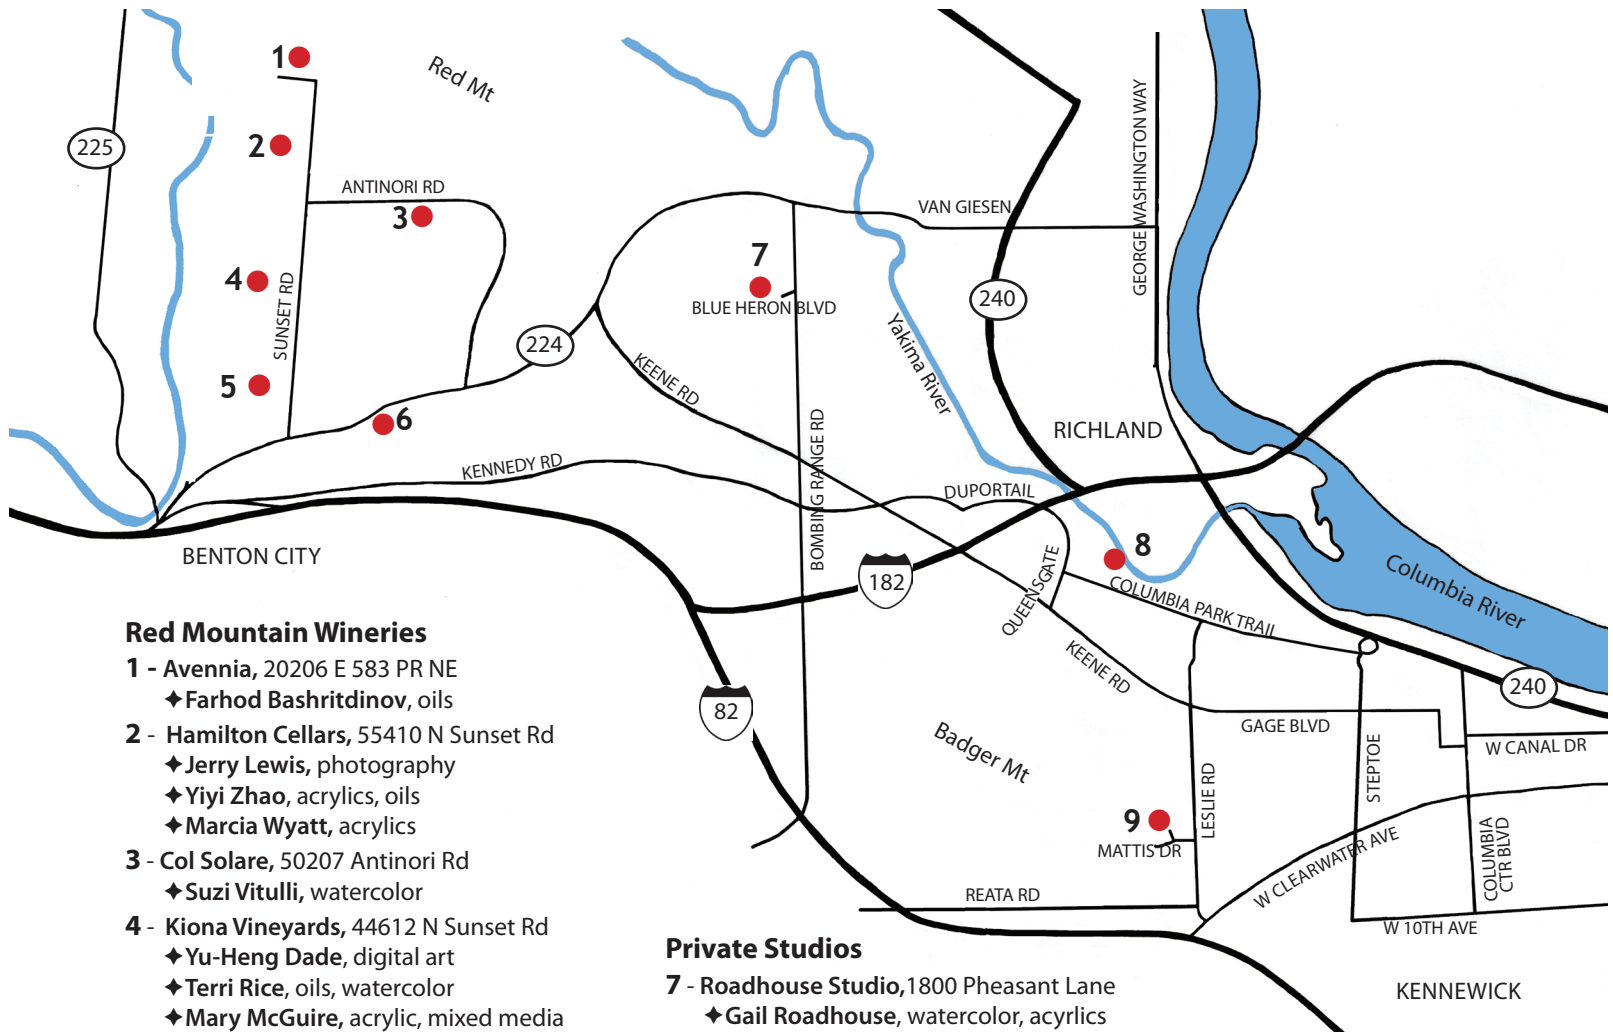 1
Red Mt
225
2
ANTINORI RD
3
VAN GIESEN
GEORGE WASHINGTON WAY
7
4
BLUE HERON BLVD
240
SUNSET RD
224
Yakima River
KEENE RD
5
6
BOMBING RANGE RD
RICHLAND
KENNEDY RD
DUPORTAIL
BENTON CITY
182
QUEENSGATE
8
COLUMBIA PARK TRAIL
Columbia River
KEENE RD
240
82
GAGE BLVD
W CANAL DR
Badger Mt
STEPTOE
LESLIE RD
9
MATTIS DR
W CLEARWATER AVE
COLUMBIA
CTR BLVD
REATA RD
W 10TH AVE
KENNEWICK
Red Mountain Wineries
1 - Avennia, 20206 E 583 PR NE
✦Farhod Bashritdinov, oils
2 - Hamilton Cellars, 55410 N Sunset Rd
✦Jerry Lewis, photography
✦Yiyi Zhao, acrylics, oils
✦Marcia Wyatt, acrylics
3 - Col Solare, 50207 Antinori Rd
✦Suzi Vitulli, watercolor
4 - Kiona Vineyards, 44612 N Sunset Rd
✦Yu-Heng Dade, digital art
✦Terri Rice, oils, watercolor
✦Mary McGuire, acrylic, mixed media
Private Studios
7 - Roadhouse Studio,1800 Pheasant Lane
✦Gail Roadhouse, watercolor, acyrlics